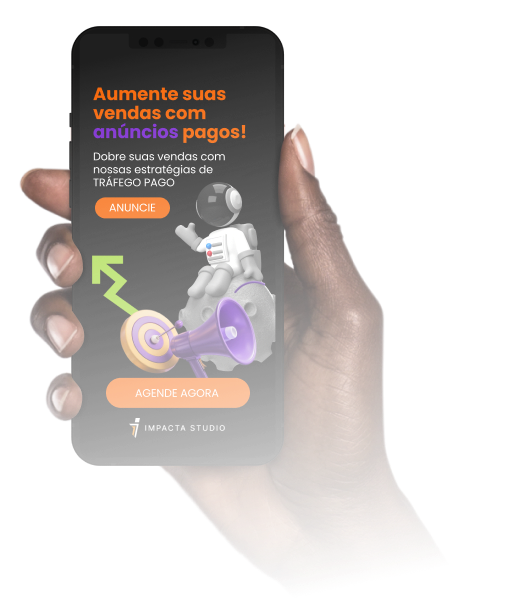 Aumente suas
vendas com
anúncios pagos!
Dobre suas vendas com
nossas estratégias de
TRÁFEGO PAGO
ANUNCIE
AGENDE AGORA
IMPACTA STUDIO